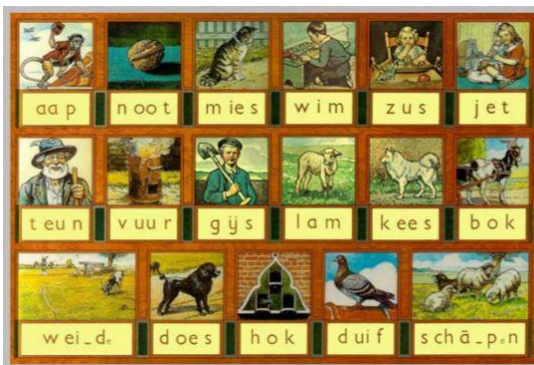 aap noot mies wim zus jet
teun vuur gijs lam kees bok
wei_de does hok duif schā_pen